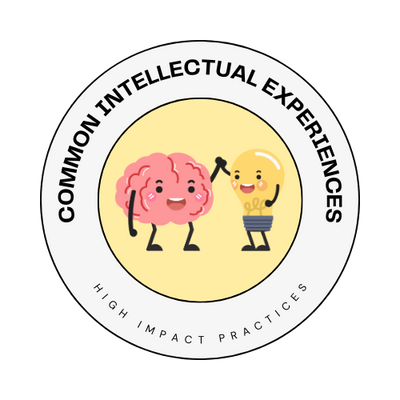 COMMON INTELLECTUAL EXPERIENCES
HIGH IMPACT PRACTICES